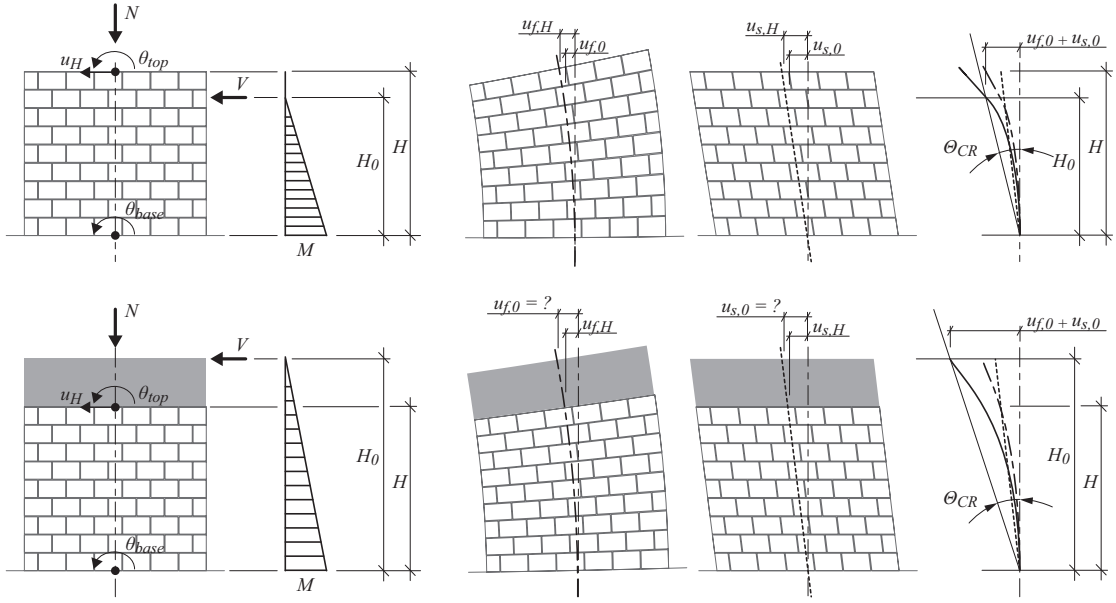 N
u_H
θ_top
V
H_0
H
θ_base
M
u_f,H
u_f,0
u_s,H
u_s,0
u_f,0 + u_s,0
Θ_CR
H_0
H
N
V
u_H
θ_top
H_0
H
θ_base
M
u_f,0 = ?
u_f,H
u_s,0 = ?
u_s,H
u_f,0 + u_s,0
H_0
H
Θ_CR